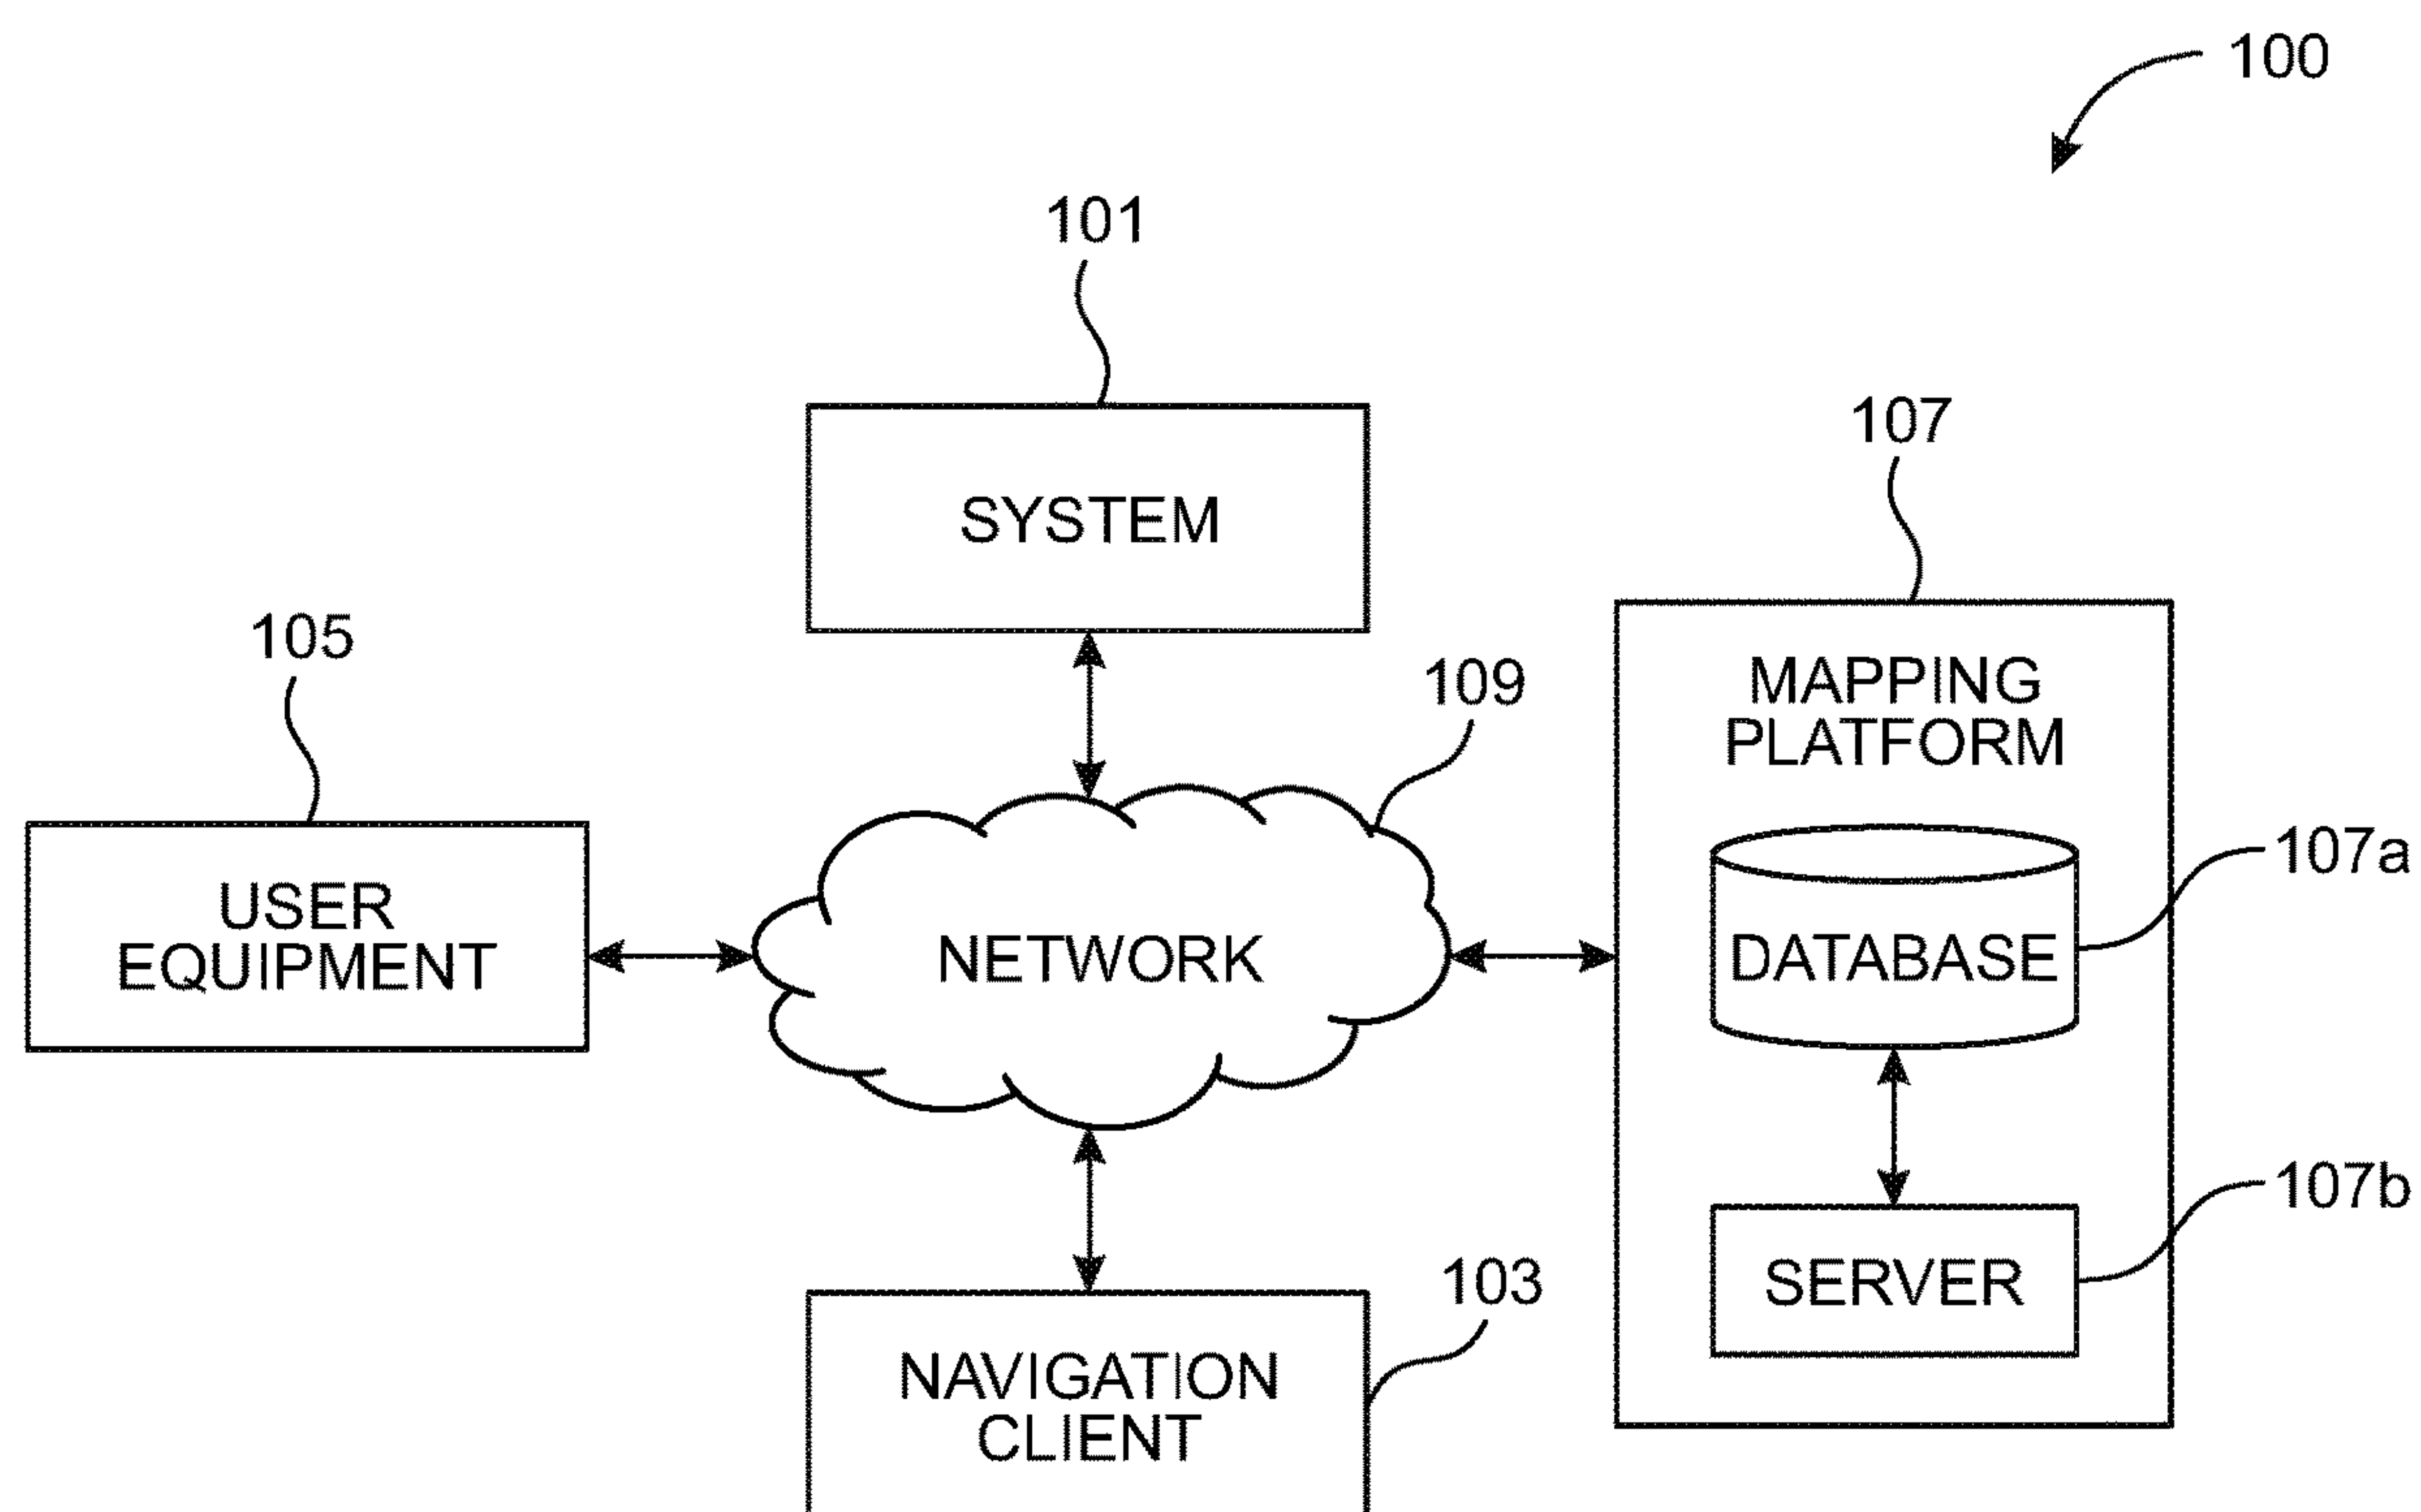 100
101
SYSTEM
107
105
109
MAPPING
PLATFORM
USER
EQUIPMENT
NETWORK
DATABASE
107a
107b
103
SERVER
NAVIGATION
CLIENT